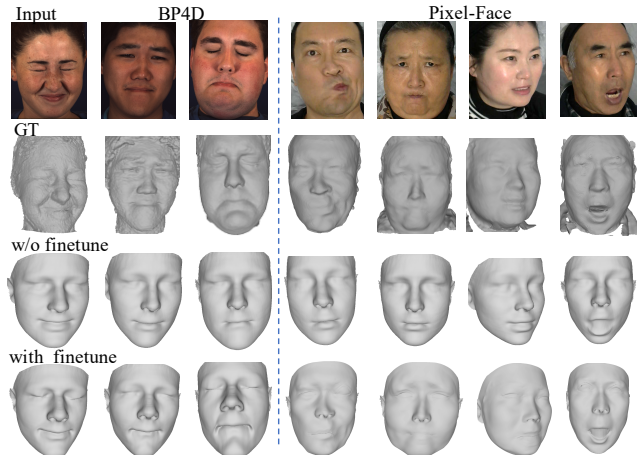 Input
BP4D
Pixel-Face
GT
w/o finetune
with finetune